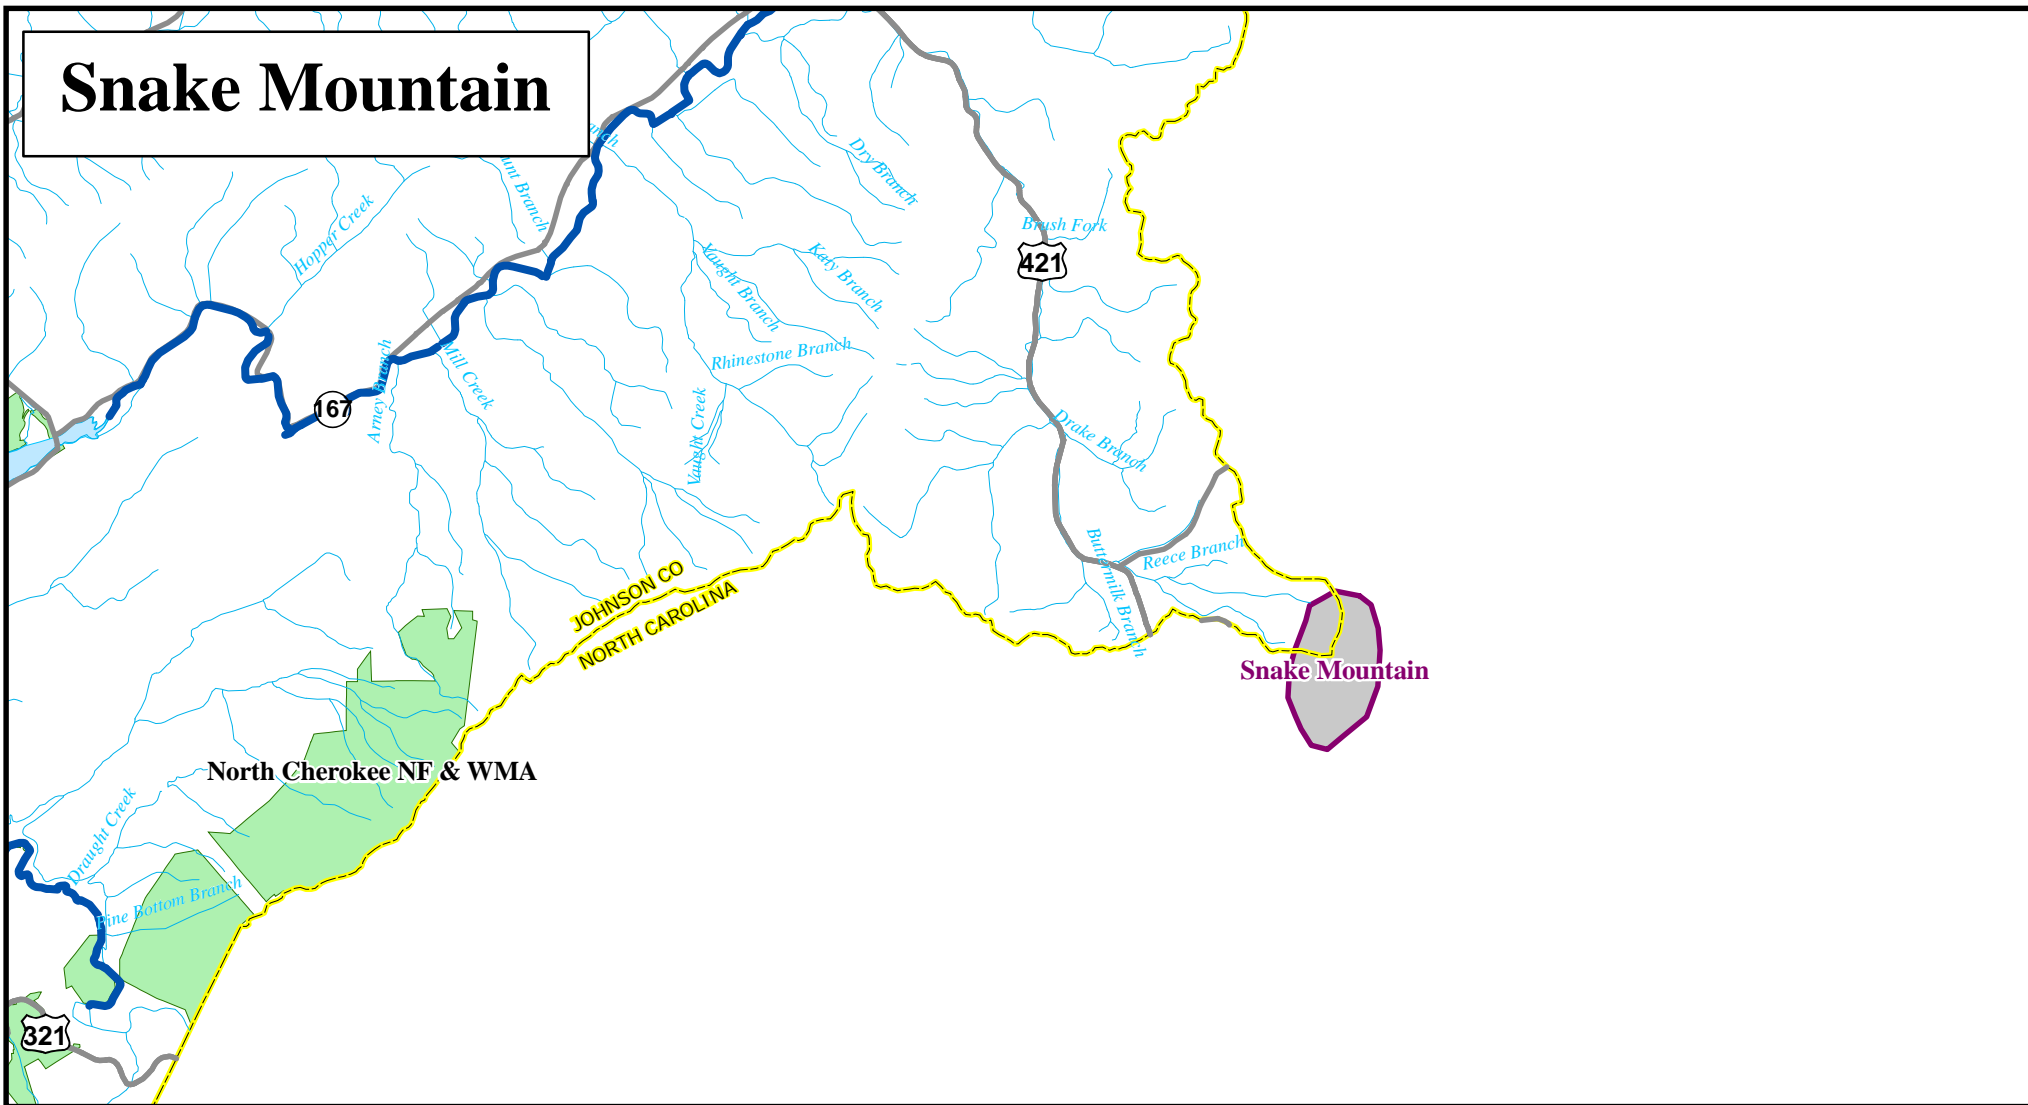 Snake Mountain
Branch
Dry Branch
Hopper Creek
Brush Fork
421
Vaught Branch
Katy Branch
Arney Branch
Mill Creek
Rhinestone Branch
167
Vaught Creek
Drake Branch
Buttermilk Branch
Reece Branch
JOHNSON CO
NORTH CAROLINA
Snake Mountain
North Cherokee NF & WMA
Draught Creek
Pine Bottom Branch
321